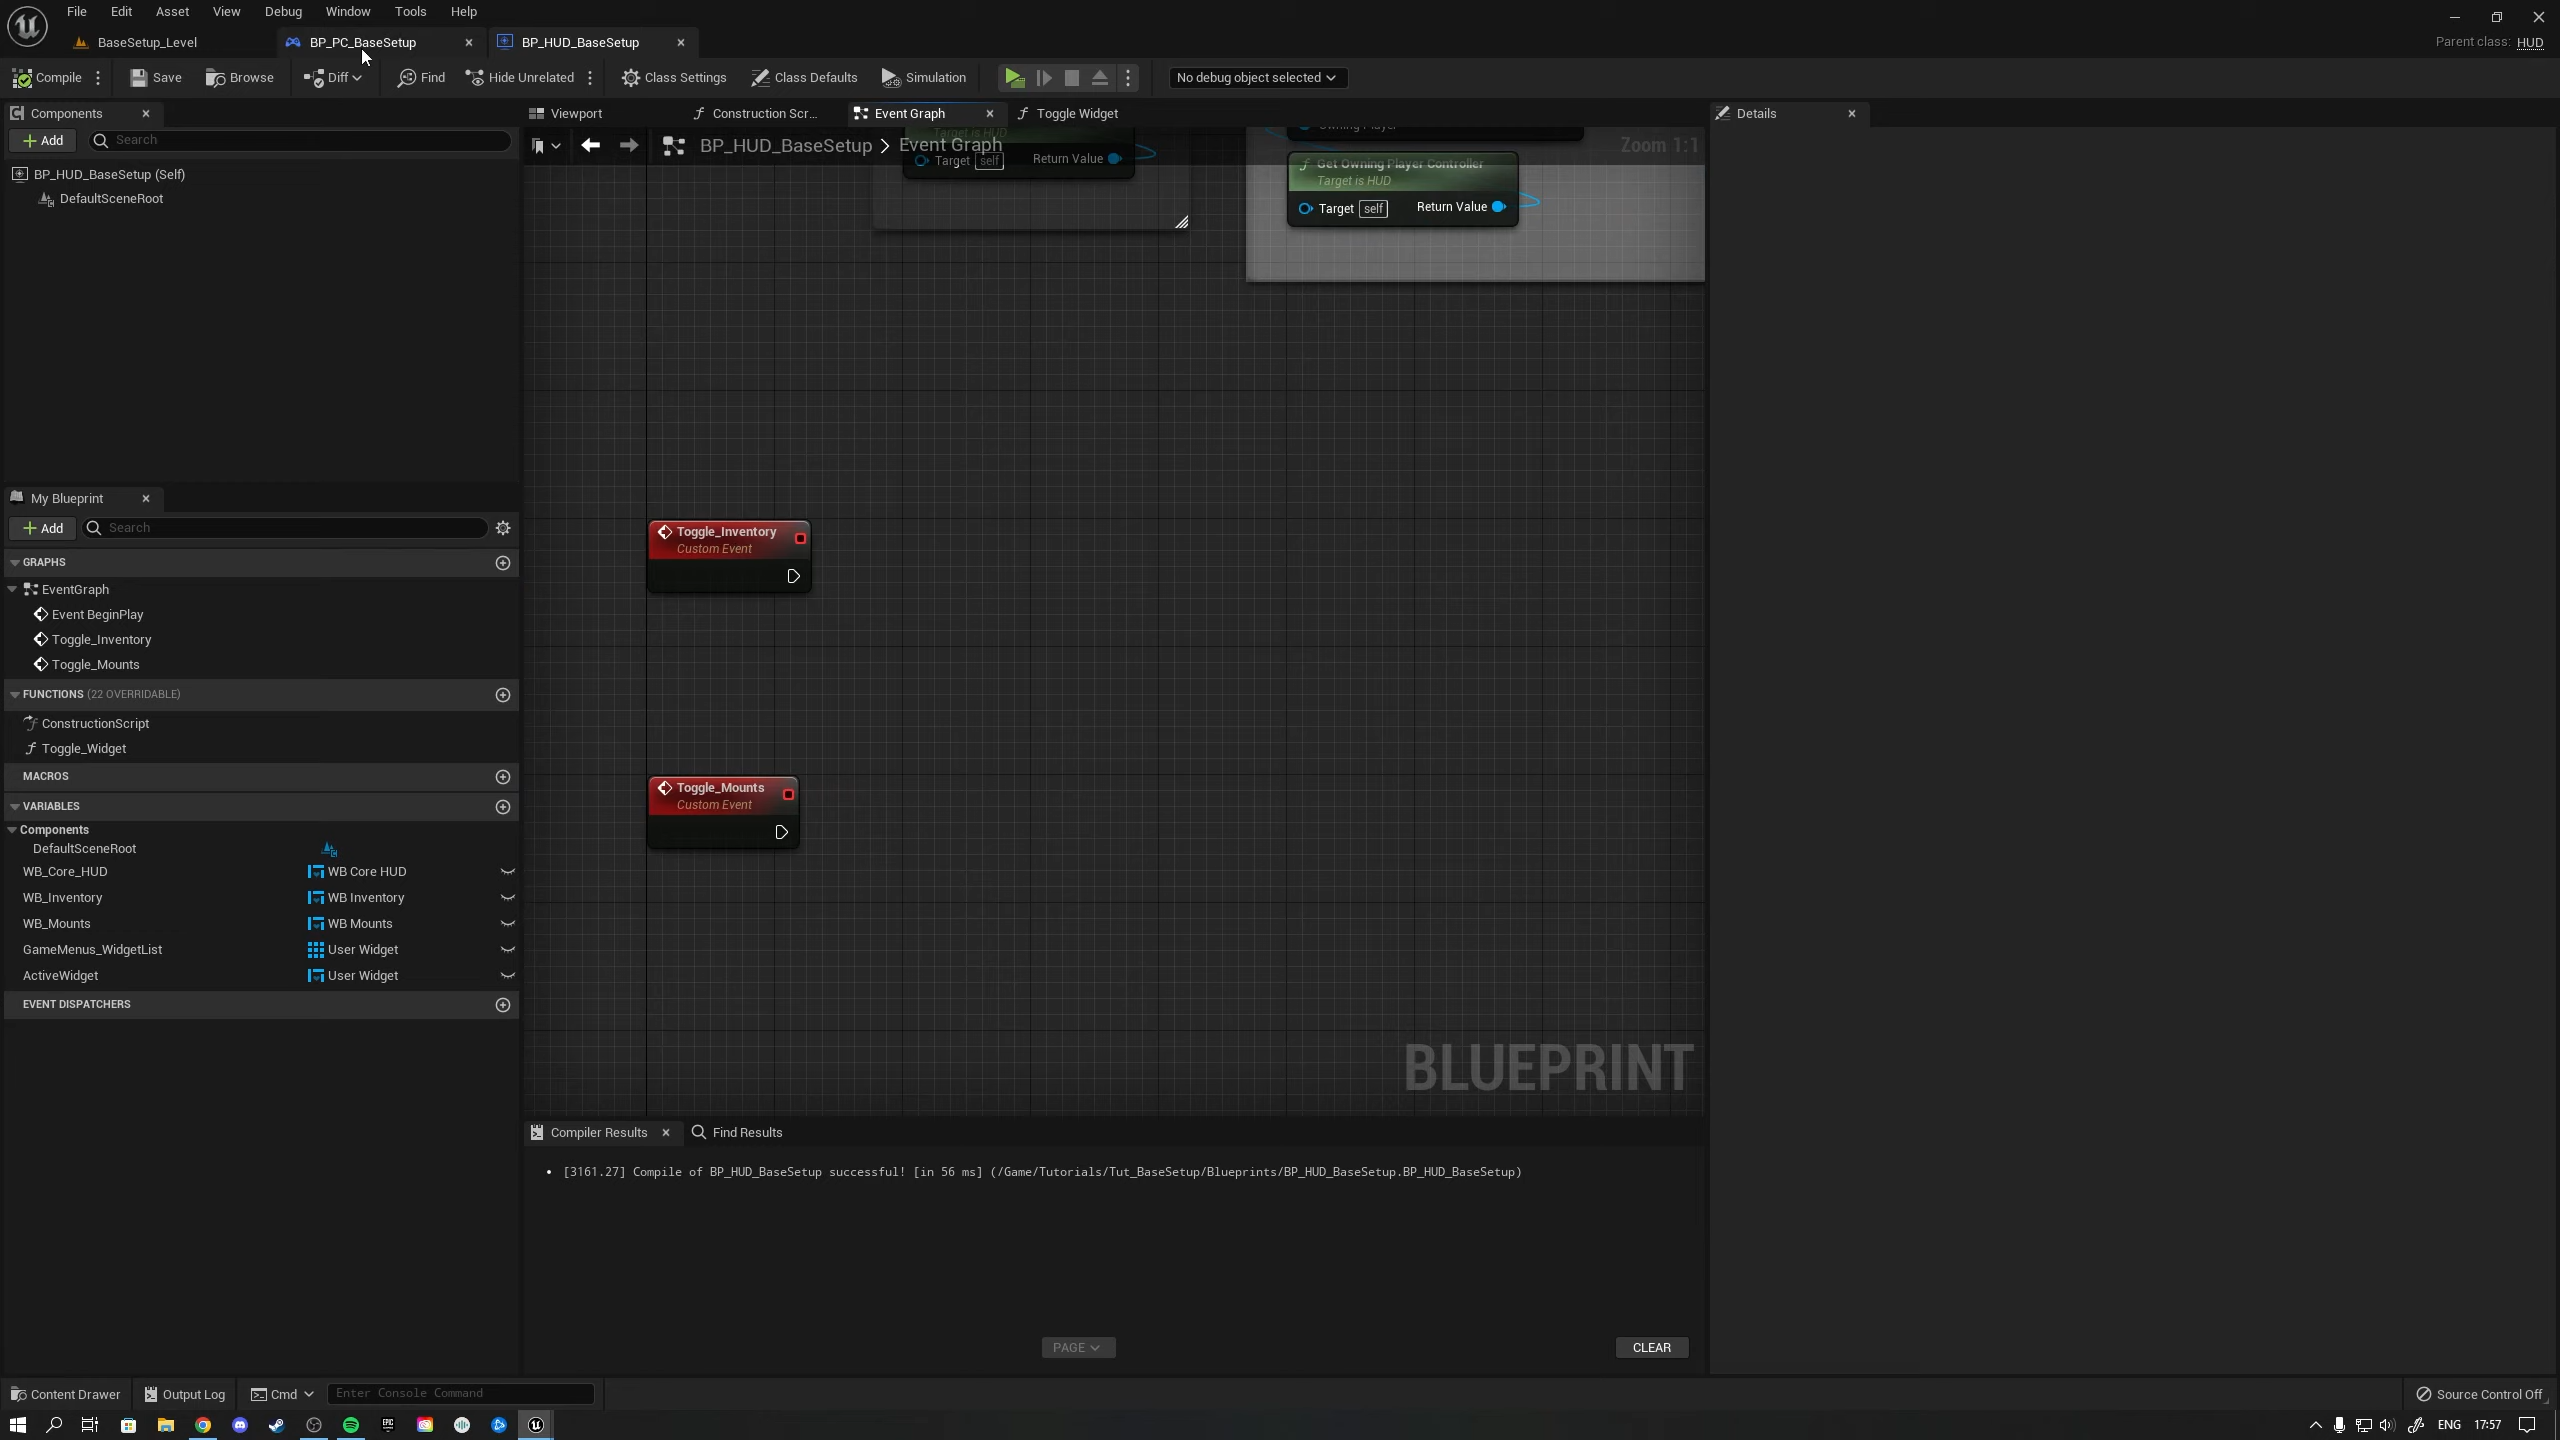 File Edit Asset View Debug Window Tools Help
BaseSetup_Level BP_PC_BaseSetup BP_HUD_BaseSetup
Parent class: HUD
Compile Save Browse Diff Find Hide Unrelated Class Settings Class Defaults Simulation No debug object selected
Components
Add Search
BP_HUD_BaseSetup (Self)
DefaultSceneRoot
My Blueprint
Add Search
GRAPHS
EventGraph
Event BeginPlay
Toggle_Inventory
Toggle_Mounts
FUNCTIONS (22 OVERRIDABLE)
ConstructionScript
Toggle_Widget
MACROS
VARIABLES
Components
DefaultSceneRoot
WB_Core_HUD WB Core HUD
WB_Inventory WB Inventory
WB_Mounts WB Mounts
GameMenus_WidgetList User Widget
ActiveWidget User Widget
EVENT DISPATCHERS
Viewport Construction Scr... Event Graph Toggle Widget
BP_HUD_BaseSetup > Event Graph
Zoom 1:1
Target is HUD
Target self Return Value
Owning Player
Get Owning Player Controller
Target is HUD
Target self Return Value
Toggle_Inventory
Custom Event
Toggle_Mounts
Custom Event
BLUEPRINT
Compiler Results Find Results
[3161.27] Compile of BP_HUD_BaseSetup successful! [in 56 ms] (/Game/Tutorials/Tut_BaseSetup/Blueprints/BP_HUD_BaseSetup.BP_HUD_BaseSetup)
PAGE CLEAR
Details
Content Drawer Output Log Cmd Enter Console Command Source Control Off
EPIC
ENG 17:57